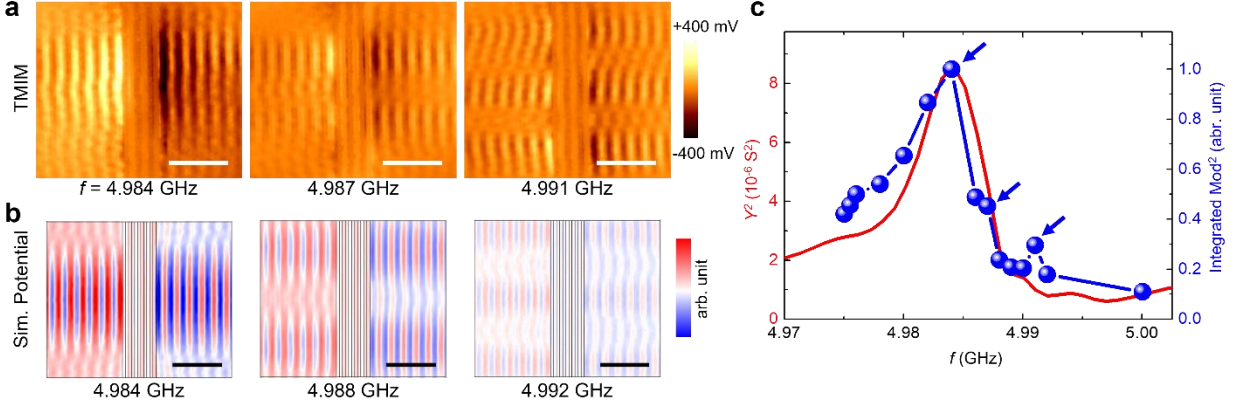 a
TMIM
+400 mV
-400 mV
f = 4.984 GHz
4.987 GHz
4.991 GHz
b
Sim. Potential
arb. unit
4.984 GHz
4.988 GHz
4.992 GHz
c
Y² (10⁻⁶ S²)
8
6
4
2
0
4.97
4.98
4.99
5.00
f (GHz)
1.0
0.8
0.6
0.4
0.2
0.0
Integrated Mod² (abr. unit)